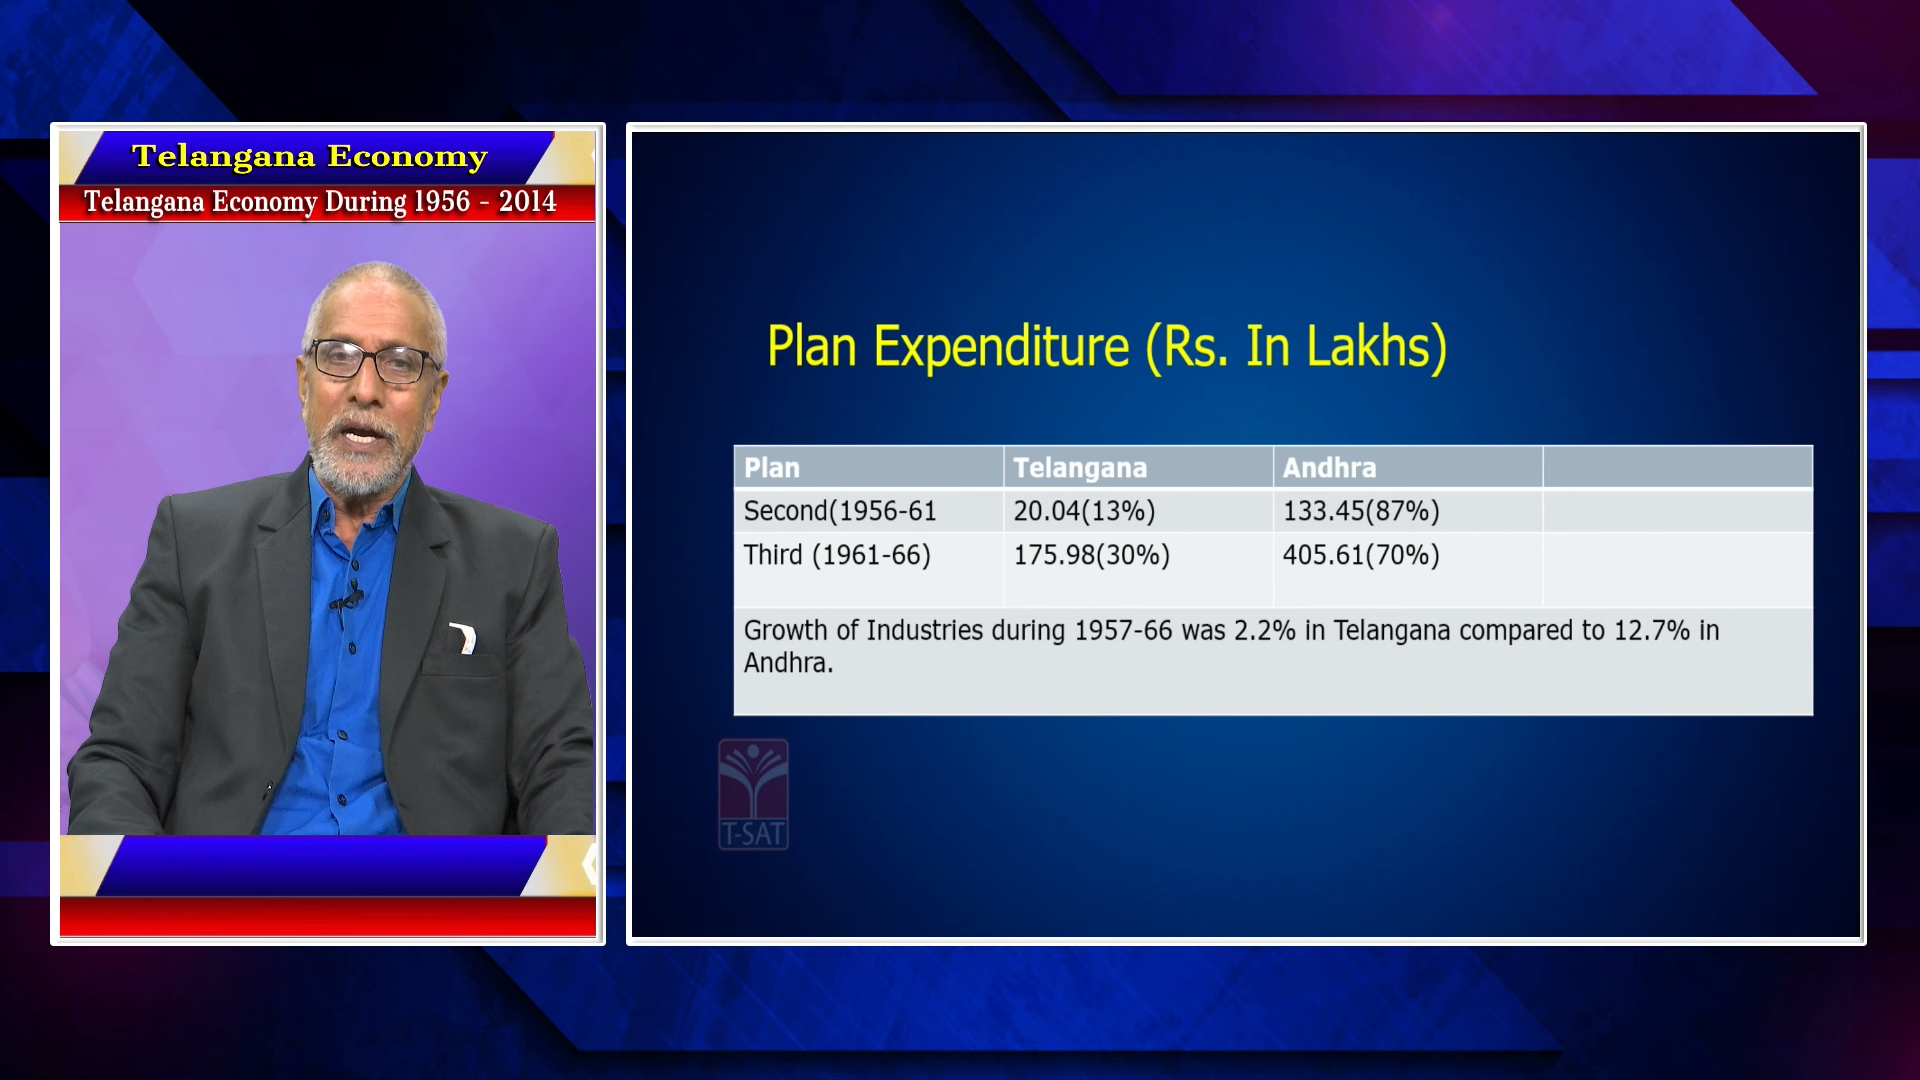 Telangana Economy
Telangana Economy During 1956 - 2014
Plan Expenditure (Rs. In Lakhs)
Plan Telangana Andhra
Second(1956-61 20.04(13%) 133.45(87%)
Third (1961-66) 175.98(30%) 405.61(70%)
Growth of Industries during 1957-66 was 2.2% in Telangana compared to 12.7% in
Andhra.
T-SAT